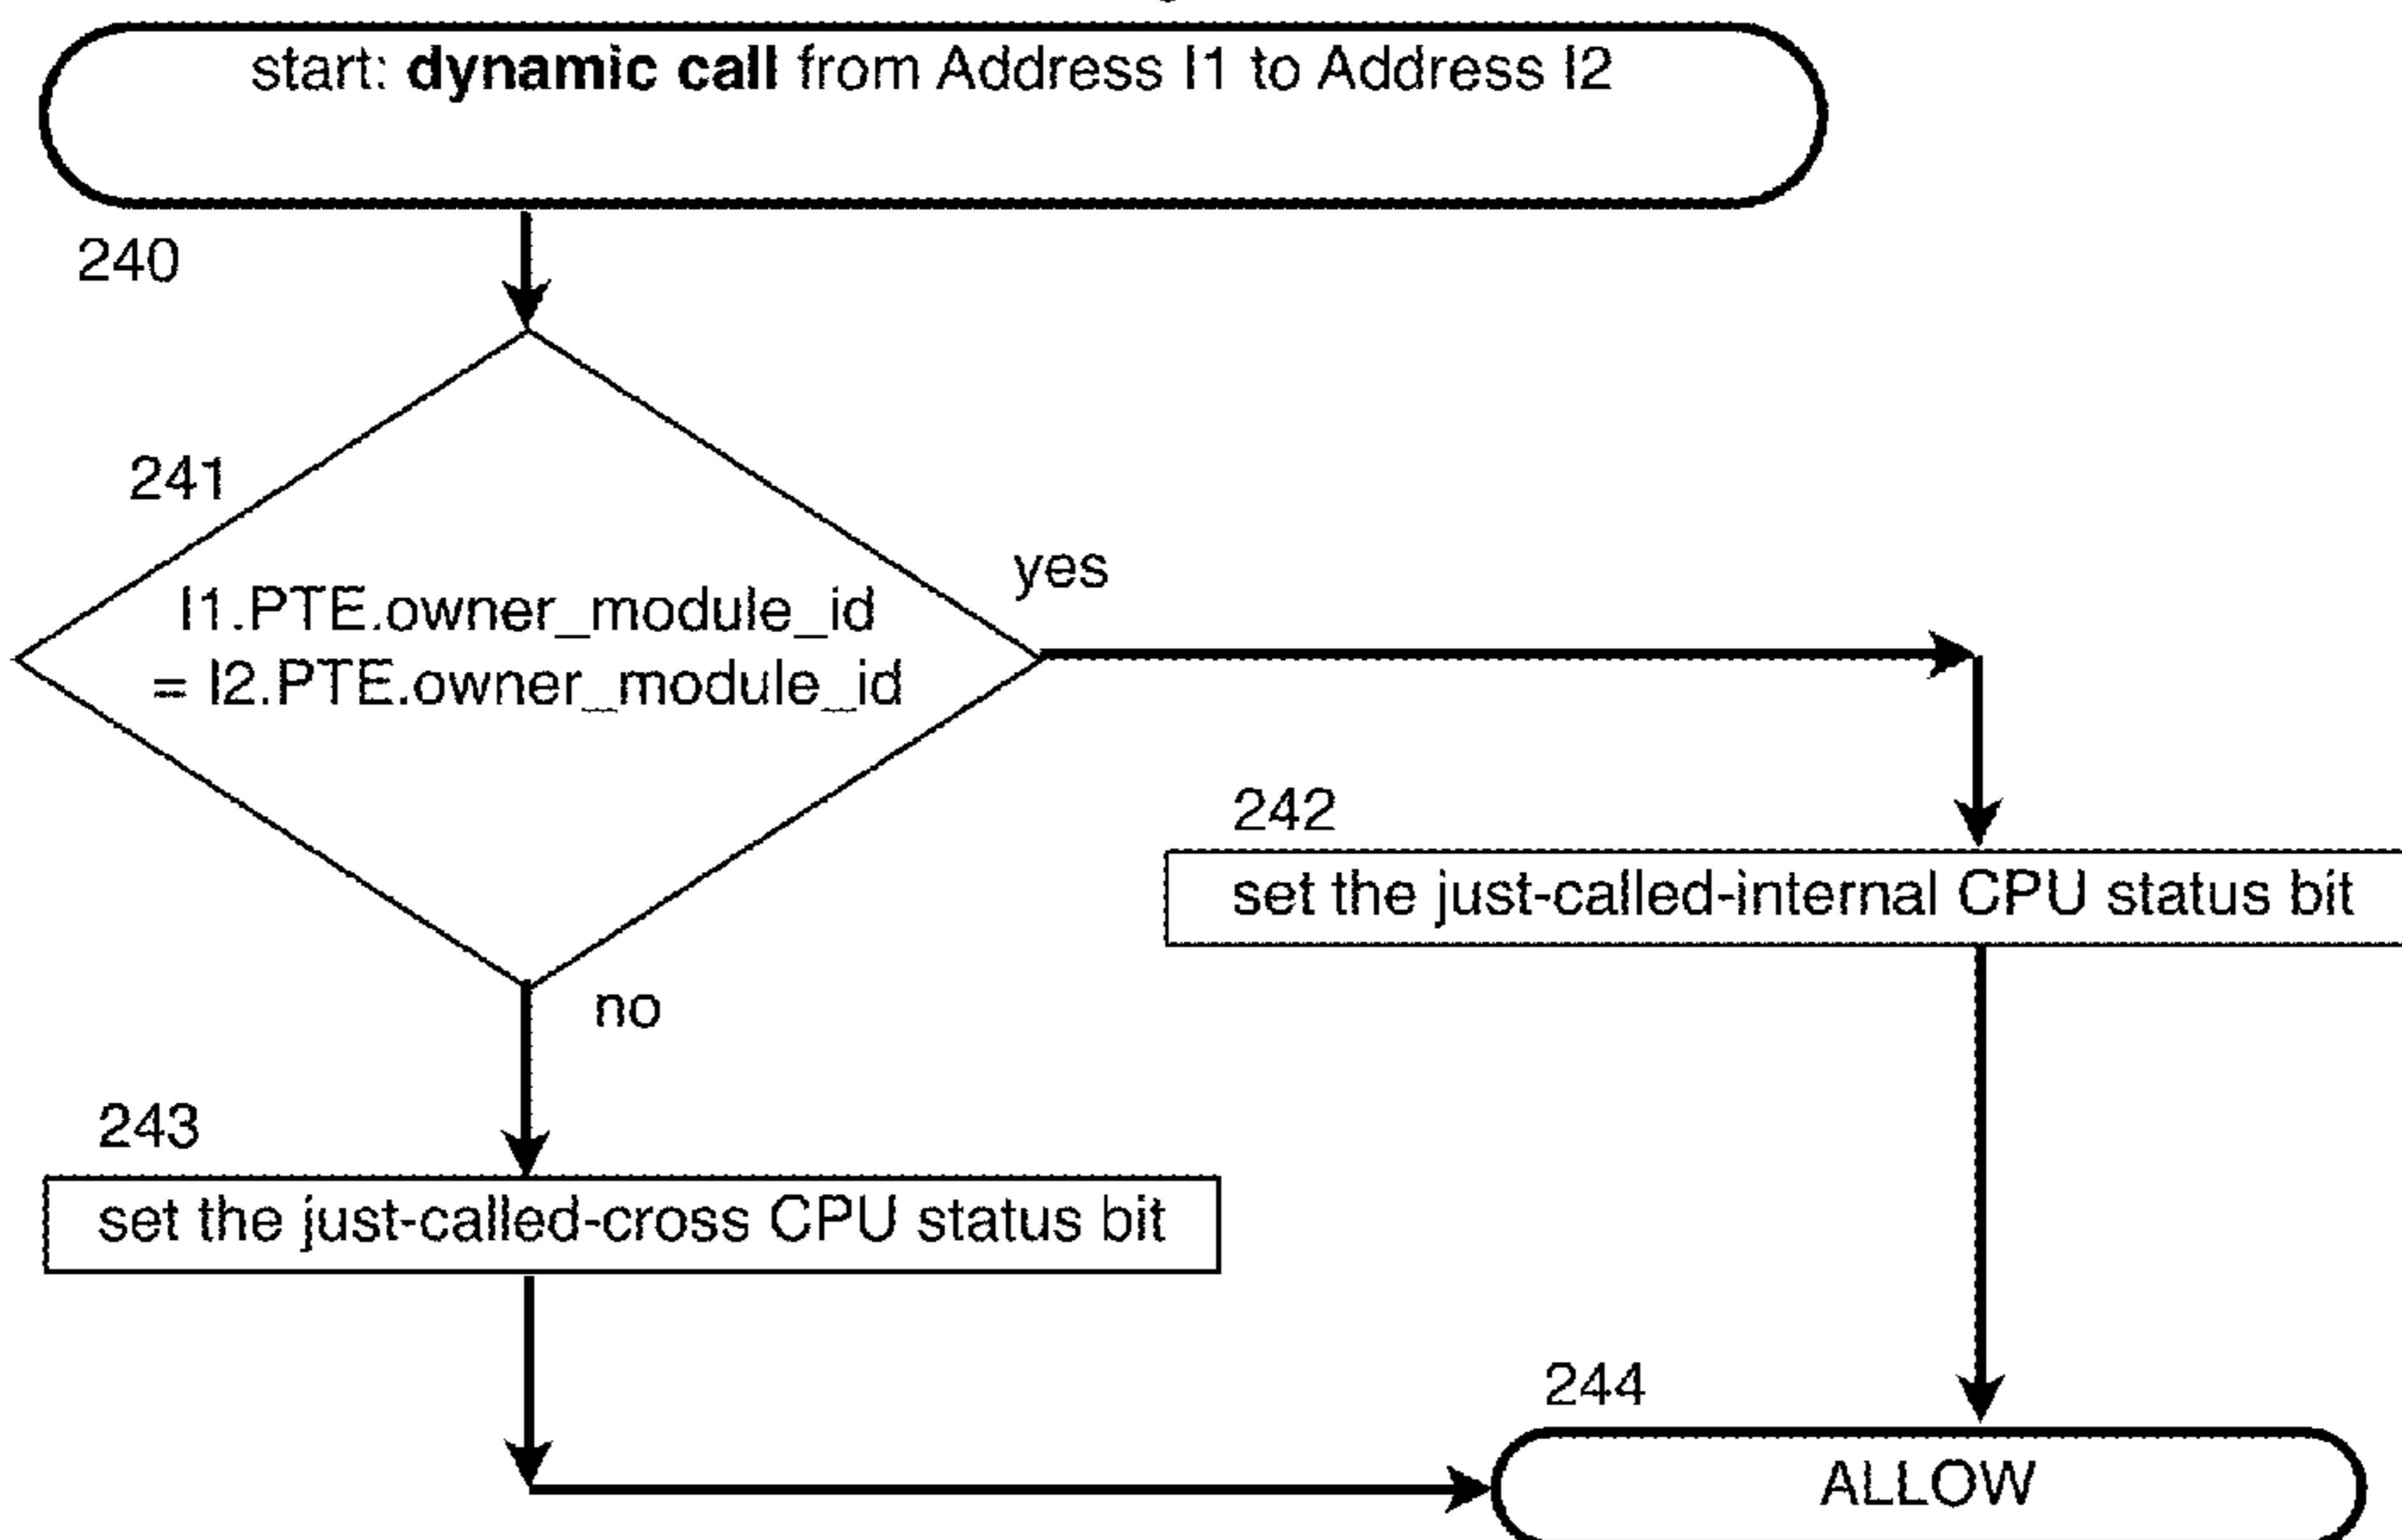 start: dynamic call from Address I1 to Address I2
240
241
I1.PTE.owner_module_id
= I2.PTE.owner_module_id
yes
242
set the just-called-internal CPU status bit
no
243
set the just-called-cross CPU status bit
244
ALLOW